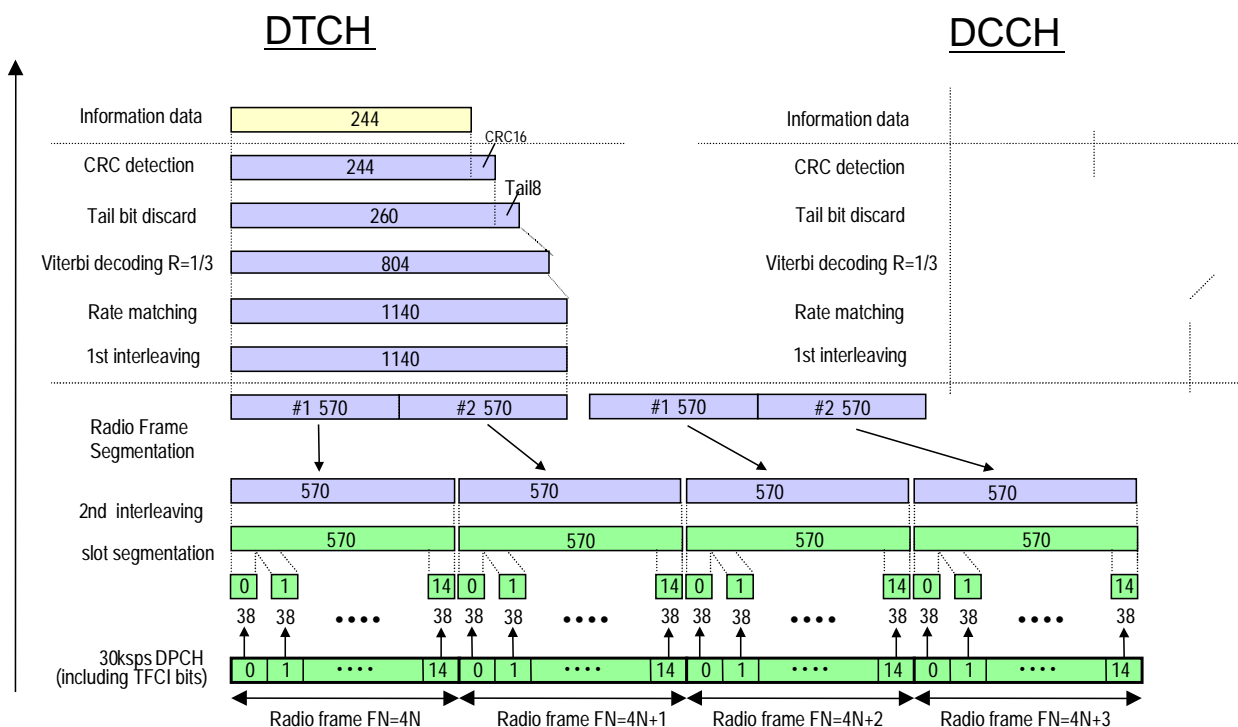 DTCH
DCCH
Information data
244
Information data
CRC16
CRC detection
244
CRC detection
Tail8
Tail bit discard
260
Tail bit discard
Viterbi decoding R=1/3
804
Viterbi decoding R=1/3
Rate matching
1140
Rate matching
1st interleaving
1140
1st interleaving
#1 570
#2 570
#1 570
#2 570
Radio Frame
Segmentation
570
570
570
570
2nd interleaving
slot segmentation
570
570
570
570
0 1 14 0 1 14 0 1 14 0 1 14
38 38 •••• 38 38 38 •••• 38 38 38 •••• 38 38 38 •••• 38
30ksps DPCH
(including TFCI bits)
0 1 •••• 14 0 1 •••• 14 0 1 •••• 14 0 1 •••• 14
Radio frame FN=4N
Radio frame FN=4N+1
Radio frame FN=4N+2
Radio frame FN=4N+3